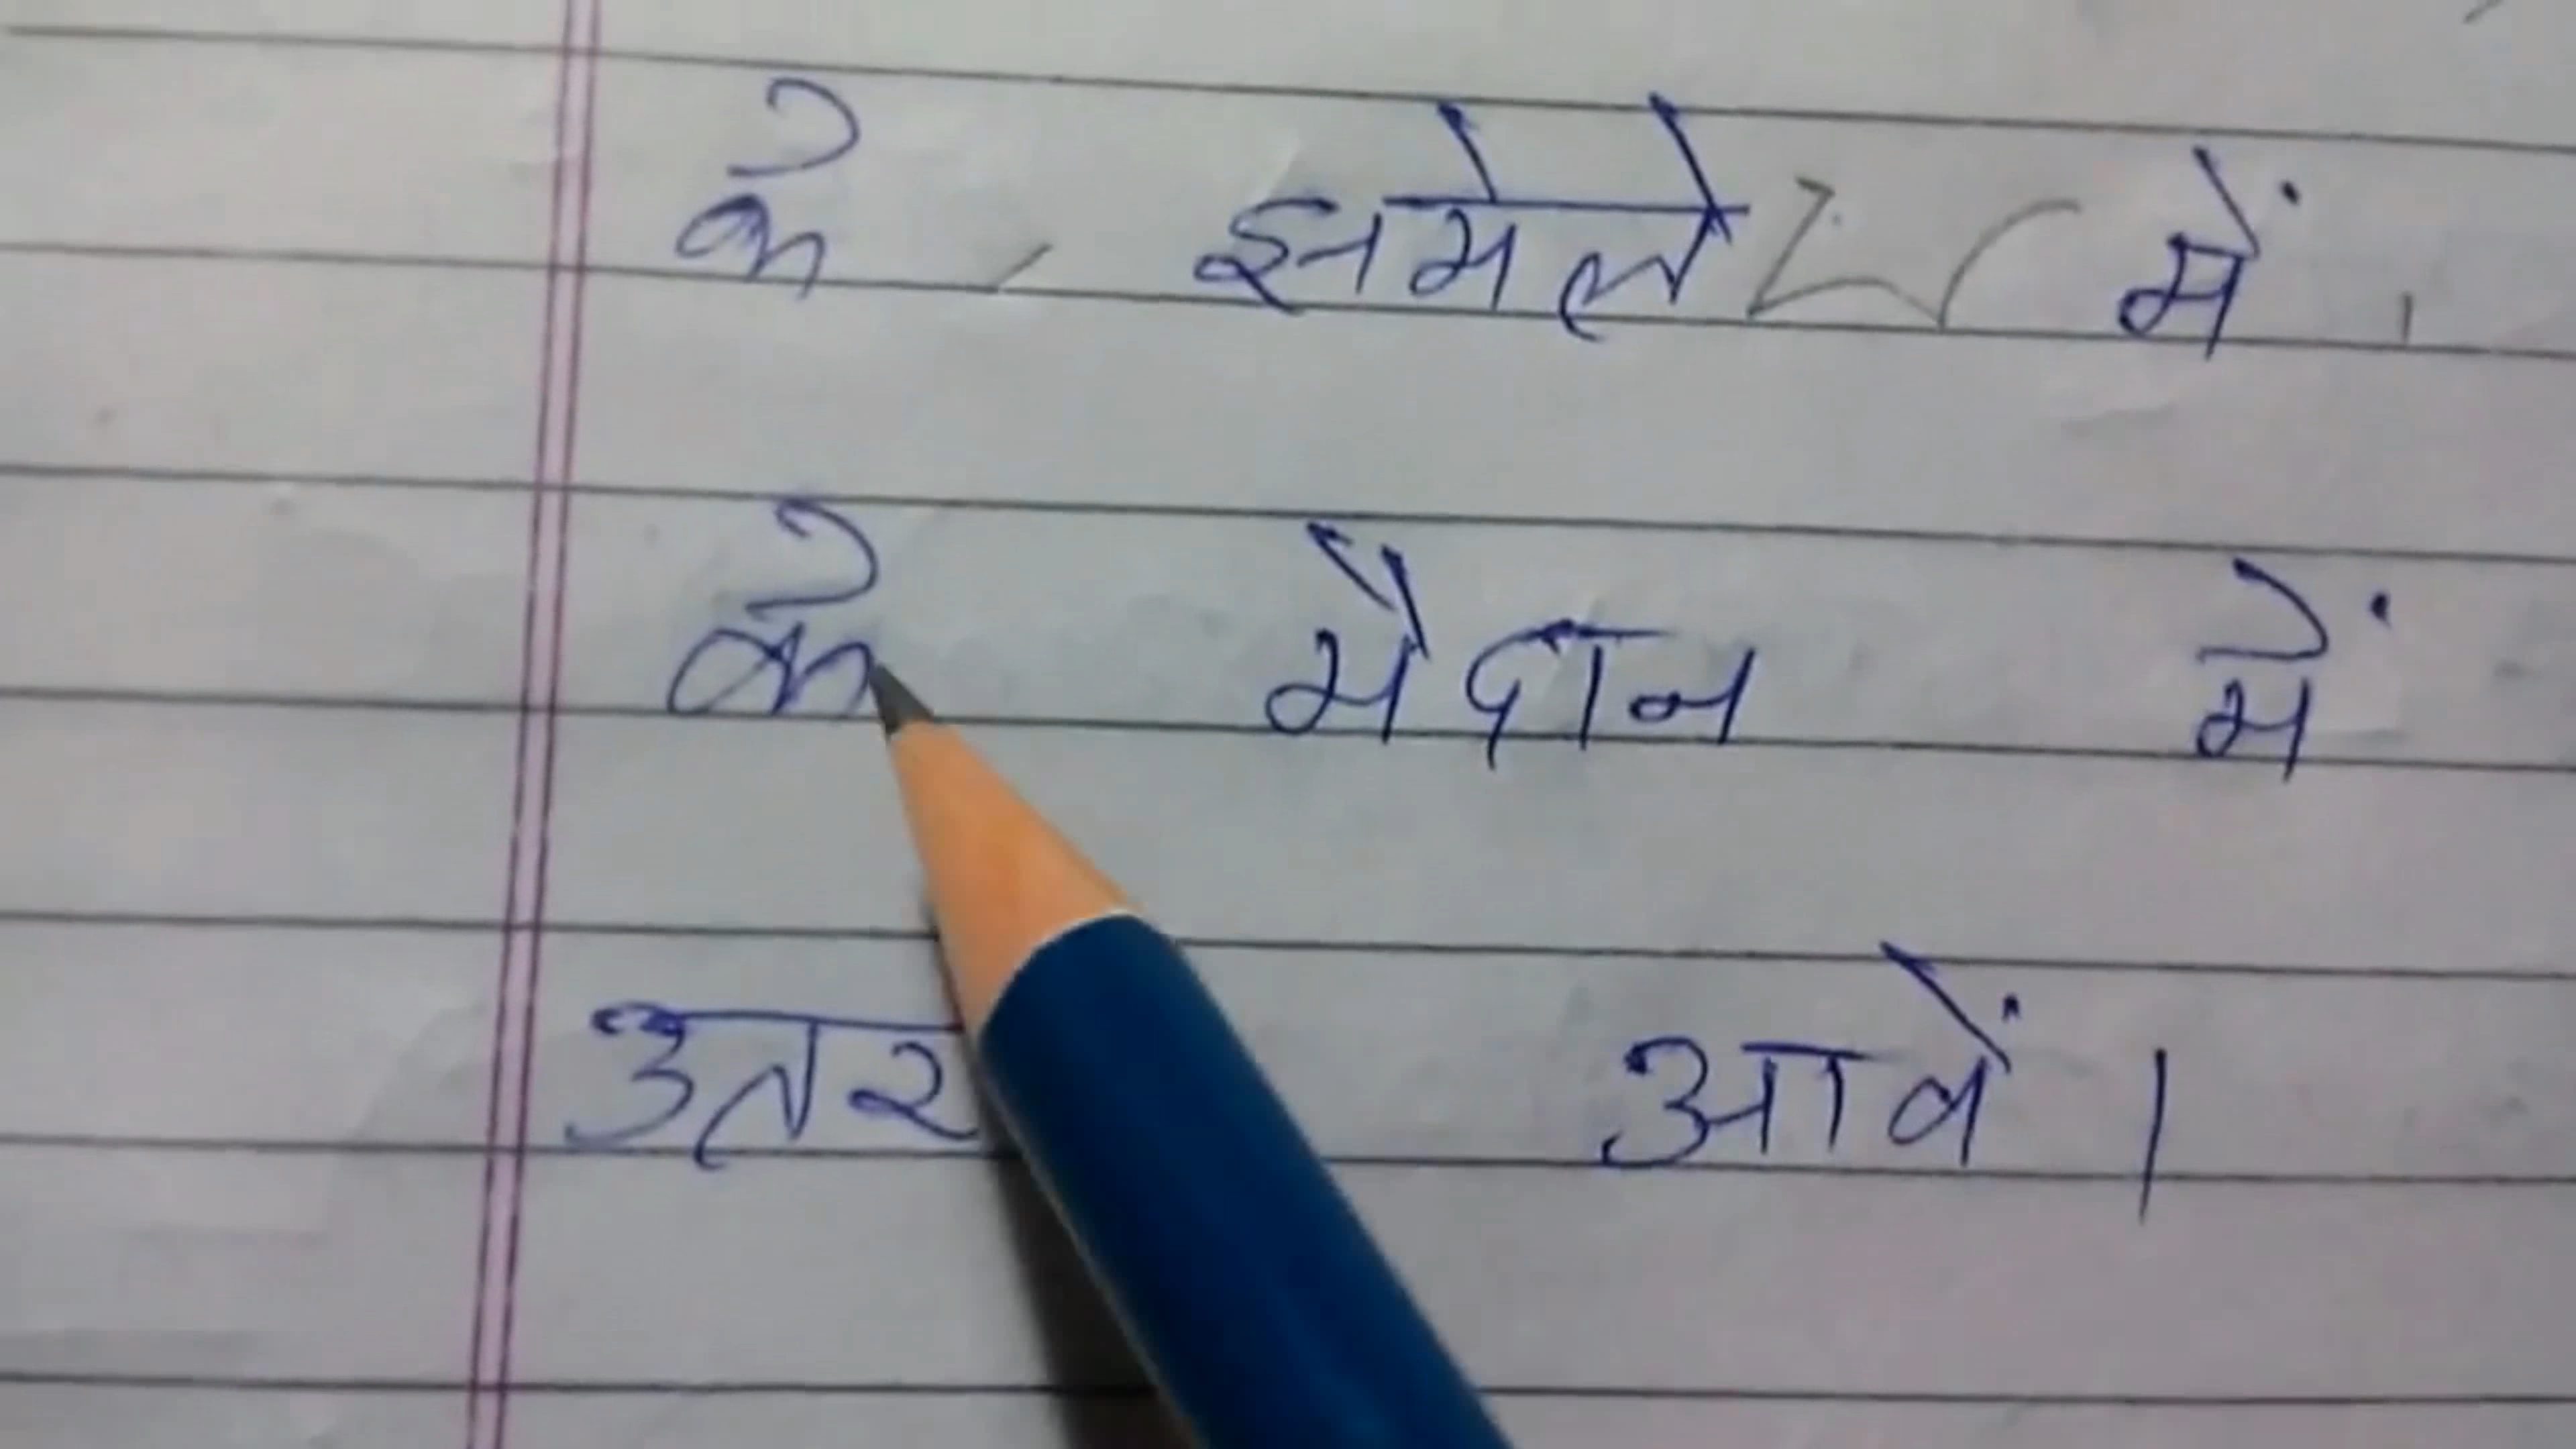 के झमेले में
के मैदान में
उतर आवें ।